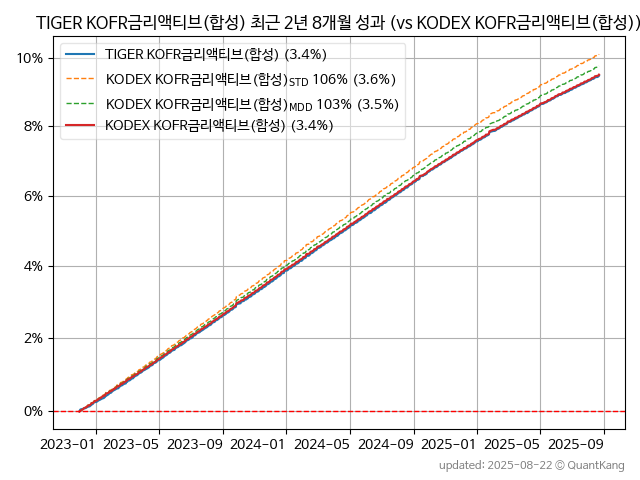 TIGER KOFR금리액티브(합성) 최근 2년 8개월 성과 (vs KODEX KOFR금리액티브(합성))
TIGER KOFR금리액티브(합성) (3.4%)
KODEX KOFR금리액티브(합성)STD 106% (3.6%)
KODEX KOFR금리액티브(합성)MDD 103% (3.5%)
KODEX KOFR금리액티브(합성) (3.4%)
10%
8%
6%
4%
2%
0%
2023-01 2023-05 2023-09 2024-01 2024-05 2024-09 2025-01 2025-05 2025-09
updated: 2025-08-22 © QuantKang